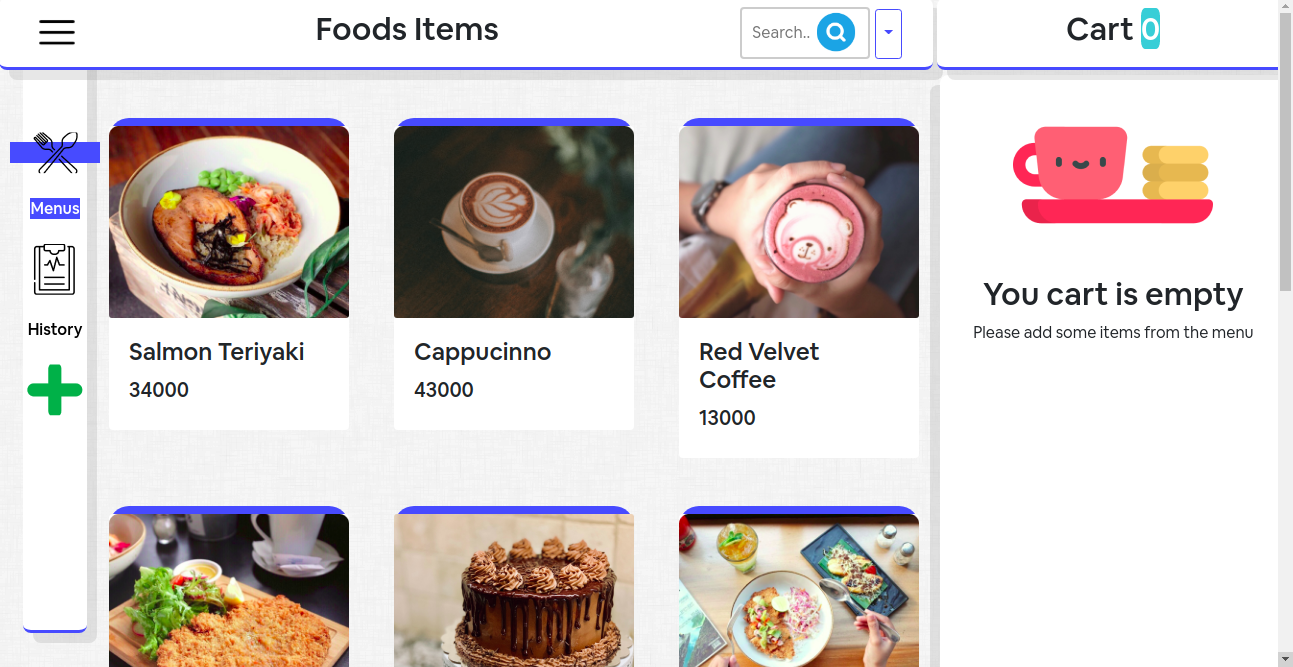 Foods Items
Search..
Cart 0
Menus
History
Salmon Teriyaki
34000
Cappucinno
43000
Red Velvet
Coffee
13000
You cart is empty
Please add some items from the menu